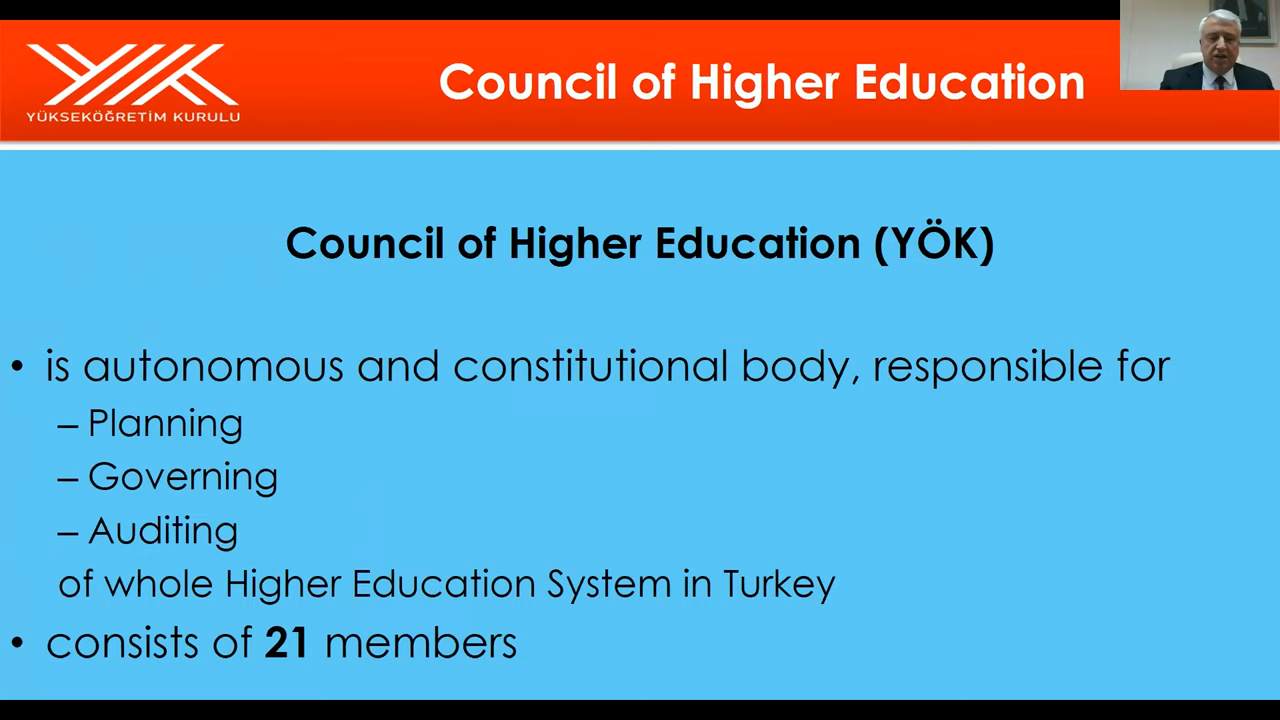 YÜKSEKÖĞRETİM KURULU
Council of Higher Education
Council of Higher Education (YÖK)
• is autonomous and constitutional body, responsible for
– Planning
– Governing
– Auditing
of whole Higher Education System in Turkey
• consists of 21 members